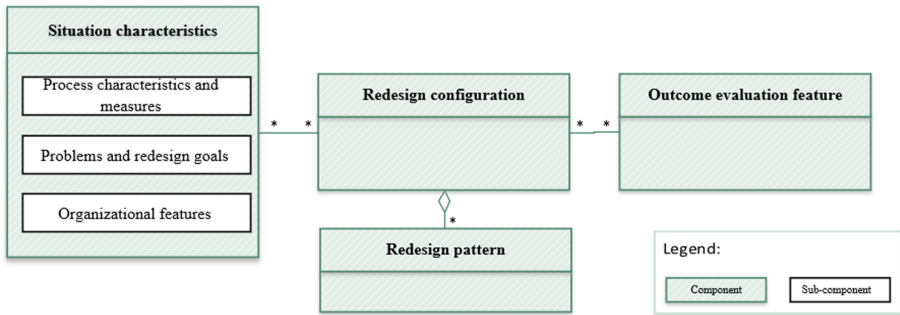 Situation characteristics
Process characteristics and
measures
Problems and redesign goals
Organizational features
* *
Redesign configuration
* *
Outcome evaluation feature
*
Redesign pattern
Legend:
Component
Sub-component